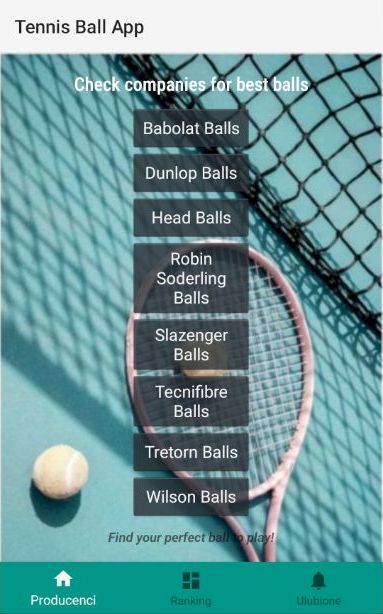 Tennis Ball App
Check companies for best balls
Babolat Balls
Dunlop Balls
Head Balls
Robin
Soderling
Balls
Slazenger
Balls
Tecnifibre
Balls
Tretorn Balls
Wilson Balls
Find your perfect ball to play!
Producenci
Ranking
Ulubione